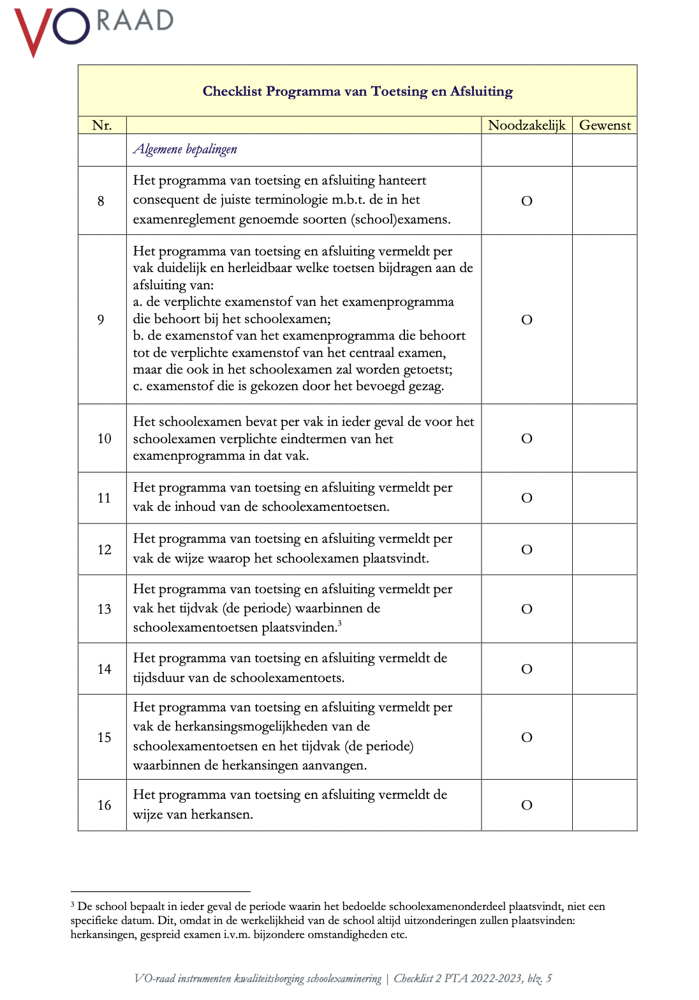 VO RAAD
Checklist Programma van Toetsing en Afsluiting
Nr. Noodzakelijk Gewenst
Algemene bepalingen
Het programma van toetsing en afsluiting hanteert
8 consequent de juiste terminologie m.b.t. de in het O
examenreglement genoemde soorten (school)examens.
Het programma van toetsing en afsluiting vermeldt per
vak duidelijk en herleidbaar welke toetsen bijdragen aan de
afsluiting van:
a. de verplichte examenstof van het examenprogramma
9 die behoort bij het schoolexamen; O
b. de examenstof van het examenprogramma die behoort
tot de verplichte examenstof van het centraal examen,
maar die ook in het schoolexamen zal worden getoetst;
c. examenstof die is gekozen door het bevoegd gezag.
Het schoolexamen bevat per vak in ieder geval de voor het
10 schoolexamen verplichte eindtermen van het O
examenprogramma in dat vak.
Het programma van toetsing en afsluiting vermeldt per
11 vak de inhoud van de schoolexamentoetsen. O
Het programma van toetsing en afsluiting vermeldt per
12 vak de wijze waarop het schoolexamen plaatsvindt. O
Het programma van toetsing en afsluiting vermeldt per
13 vak het tijdvak (de periode) waarbinnen de O
schoolexamentoetsen plaatsvinden.³
Het programma van toetsing en afsluiting vermeldt de
14 tijdsduur van de schoolexamentoets. O
Het programma van toetsing en afsluiting vermeldt per
vak de herkansingsmogelijkheden van de
15 schoolexamentoetsen en het tijdvak (de periode) O
waarbinnen de herkansingen aanvangen.
Het programma van toetsing en afsluiting vermeldt de
16 wijze van herkansen. O
³ De school bepaalt in ieder geval de periode waarin het bedoelde schoolexamenonderdeel plaatsvindt, niet een
specifieke datum. Dit, omdat in de werkelijkheid van de school altijd uitzonderingen zullen plaatsvinden:
herkansingen, gespreid examen i.v.m. bijzondere omstandigheden etc.
VO-raad instrumenten kwaliteitsborging schoolexaminering | Checklist 2 PTA 2022-2023, blz. 5